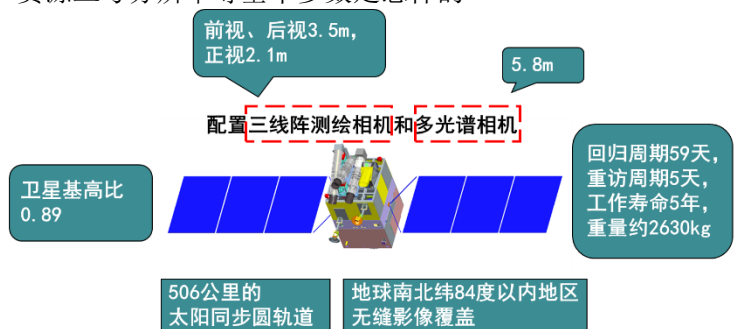 前视、后视3.5m，
正视2.1m
5.8m
配置三线阵测绘相机和多光谱相机
卫星基高比
0.89
回归周期59天，
重访周期5天，
工作寿命5年，
重量约2630kg
506公里的
太阳同步圆轨道
地球南北纬84度以内地区
无缝影像覆盖